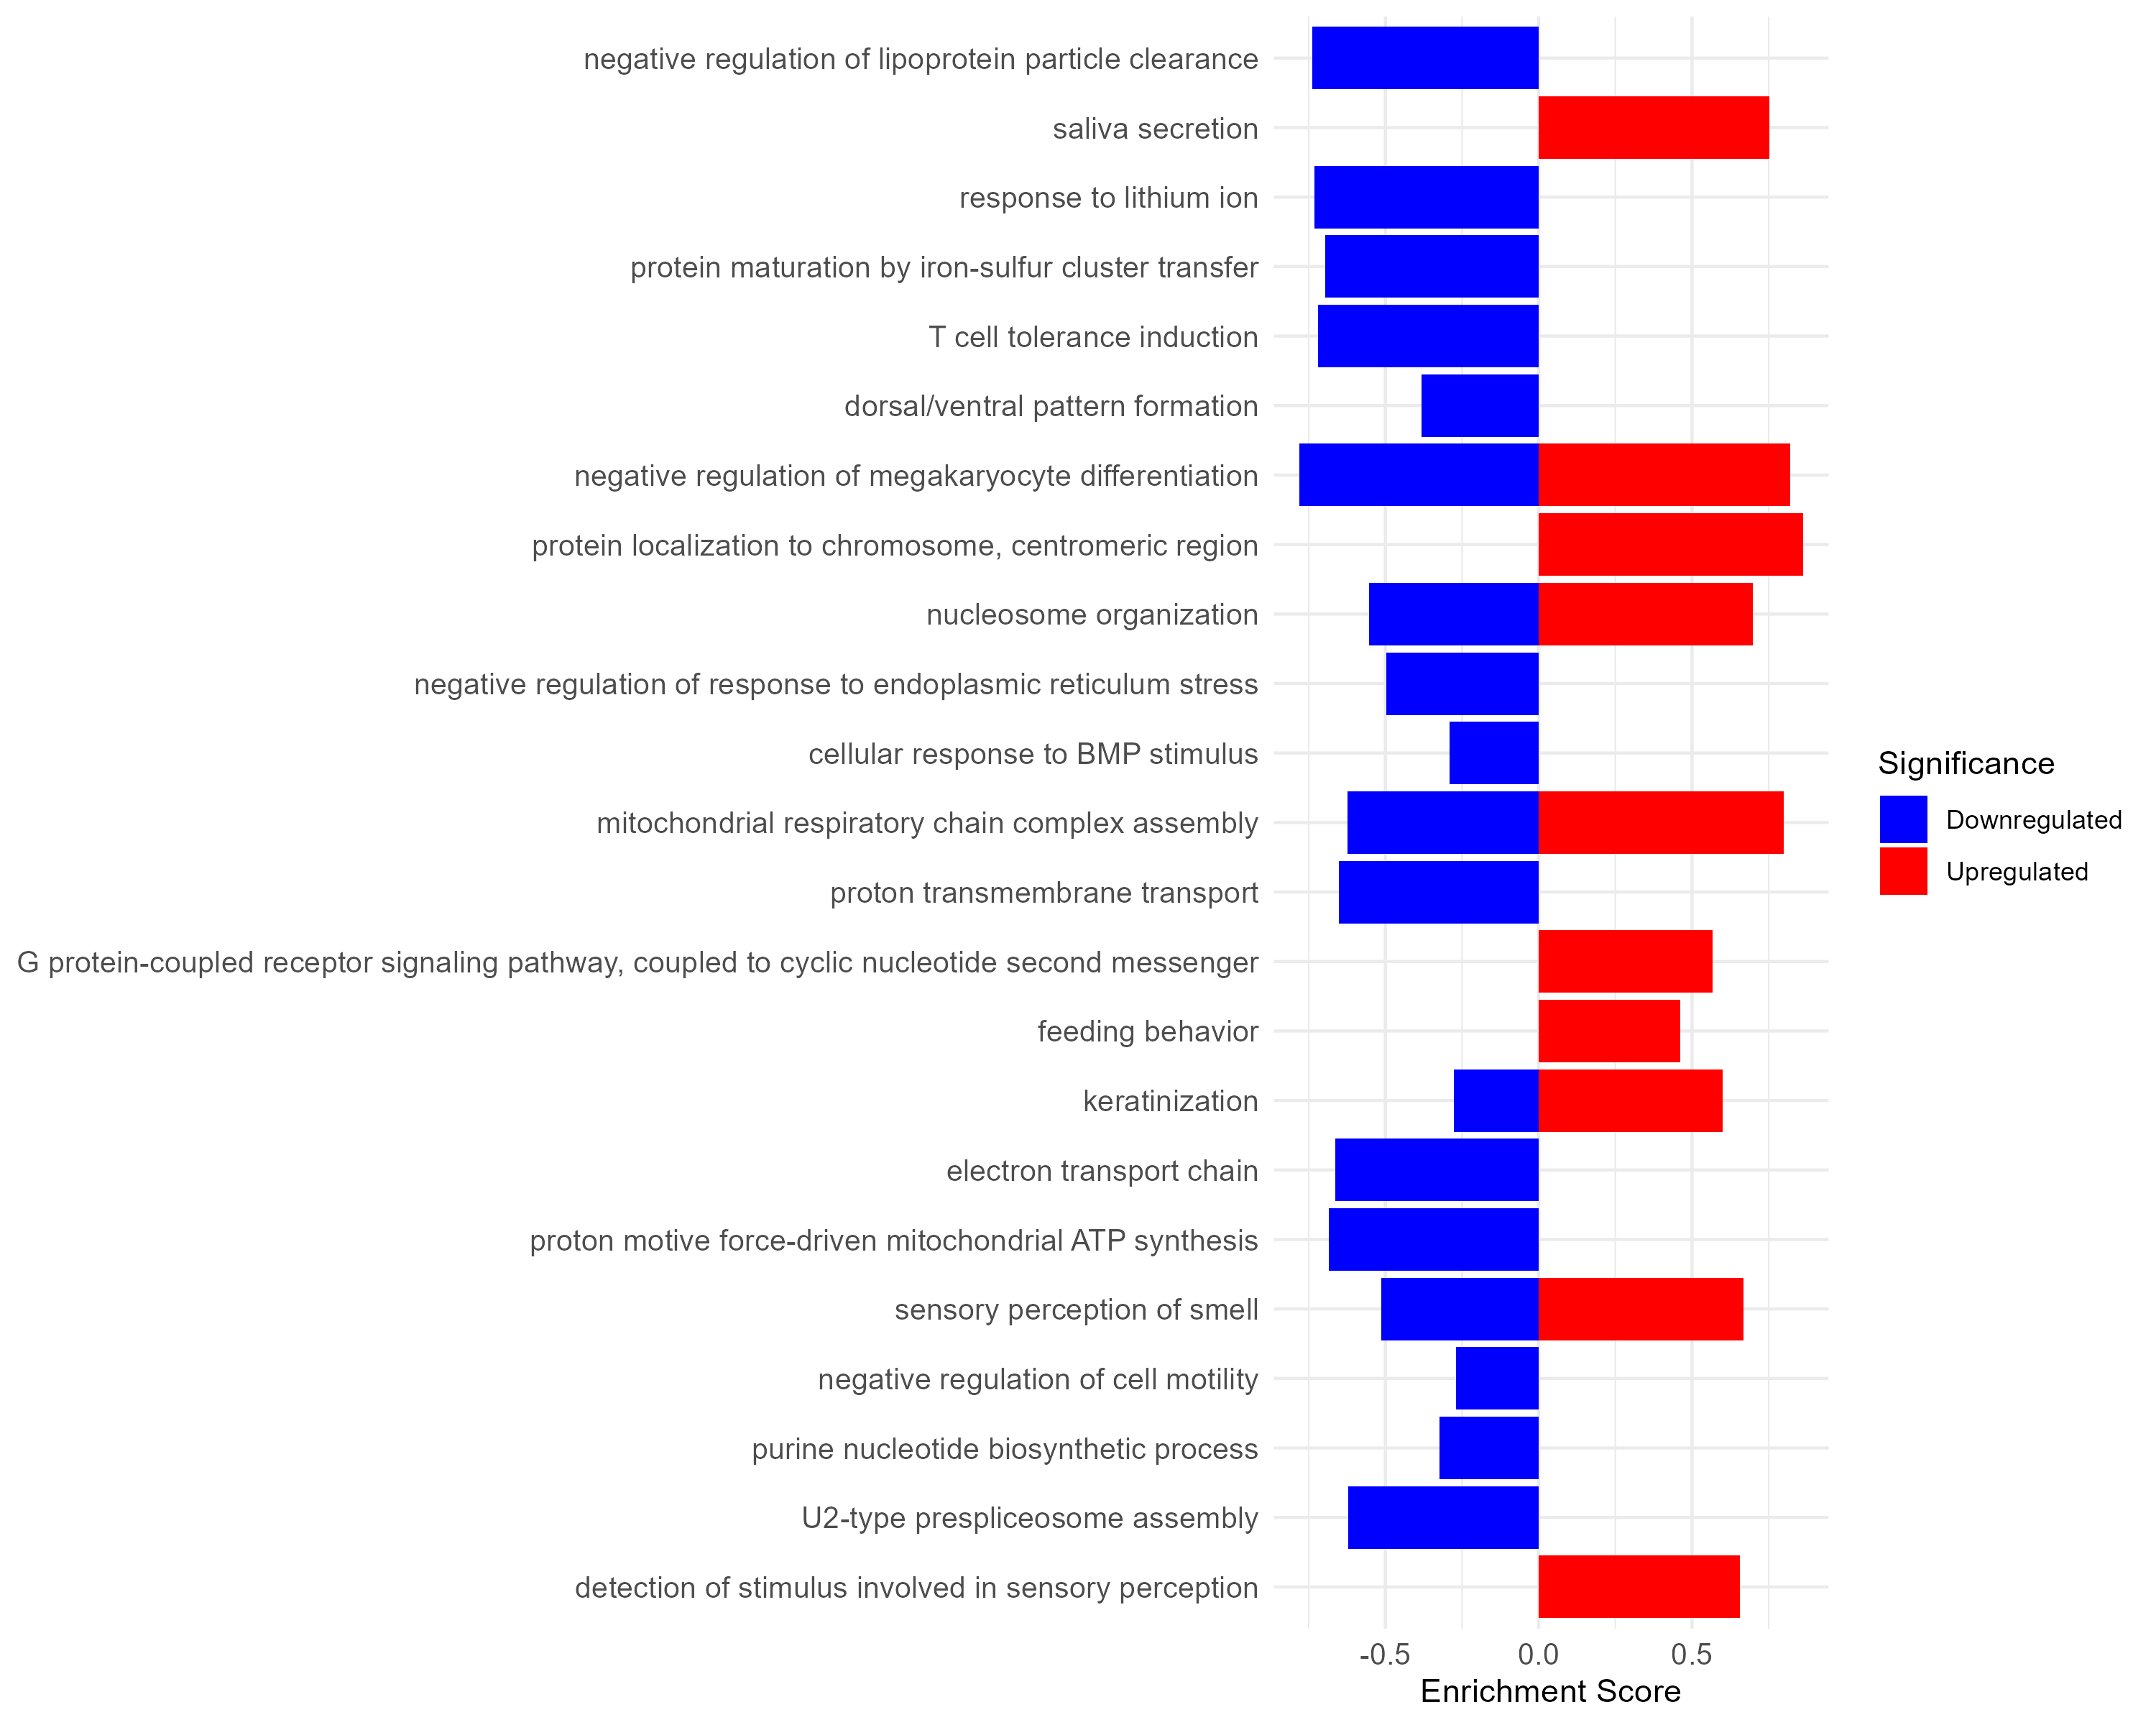 negative regulation of lipoprotein particle clearance
saliva secretion
response to lithium ion
protein maturation by iron-sulfur cluster transfer
T cell tolerance induction
dorsal/ventral pattern formation
negative regulation of megakaryocyte differentiation
protein localization to chromosome, centromeric region
nucleosome organization
negative regulation of response to endoplasmic reticulum stress
cellular response to BMP stimulus
mitochondrial respiratory chain complex assembly
proton transmembrane transport
G protein-coupled receptor signaling pathway, coupled to cyclic nucleotide second messenger
feeding behavior
keratinization
electron transport chain
proton motive force-driven mitochondrial ATP synthesis
sensory perception of smell
negative regulation of cell motility
purine nucleotide biosynthetic process
U2-type prespliceosome assembly
detection of stimulus involved in sensory perception
-0.5 0.0 0.5
Enrichment Score
Significance
Downregulated
Upregulated